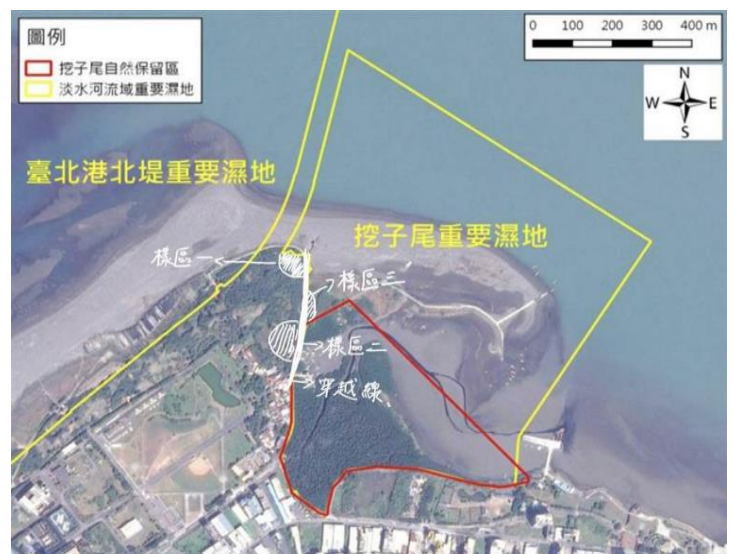 圖例
挖子尾自然保留區
淡水河流域重要濕地
0 100 200 300 400 m
N
W E
S
臺北港北堤重要濕地
挖子尾重要濕地
樣區一
樣區三
樣區二
穿越線